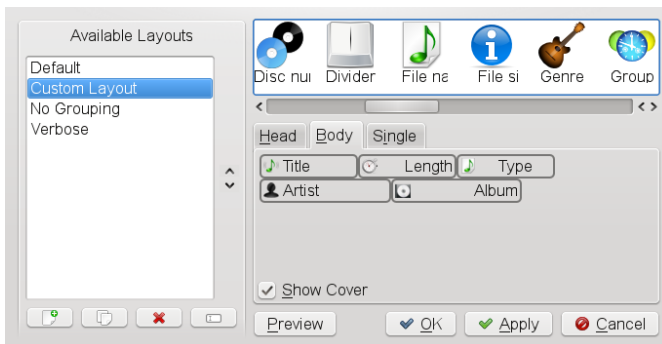 Available Layouts
Default
Custom Layout
No Grouping
Verbose
Disc nu
Divider
File na
File si
Genre
Group
Head Body Single
Title Length Type
Artist Album
Show Cover
Preview OK Apply Cancel